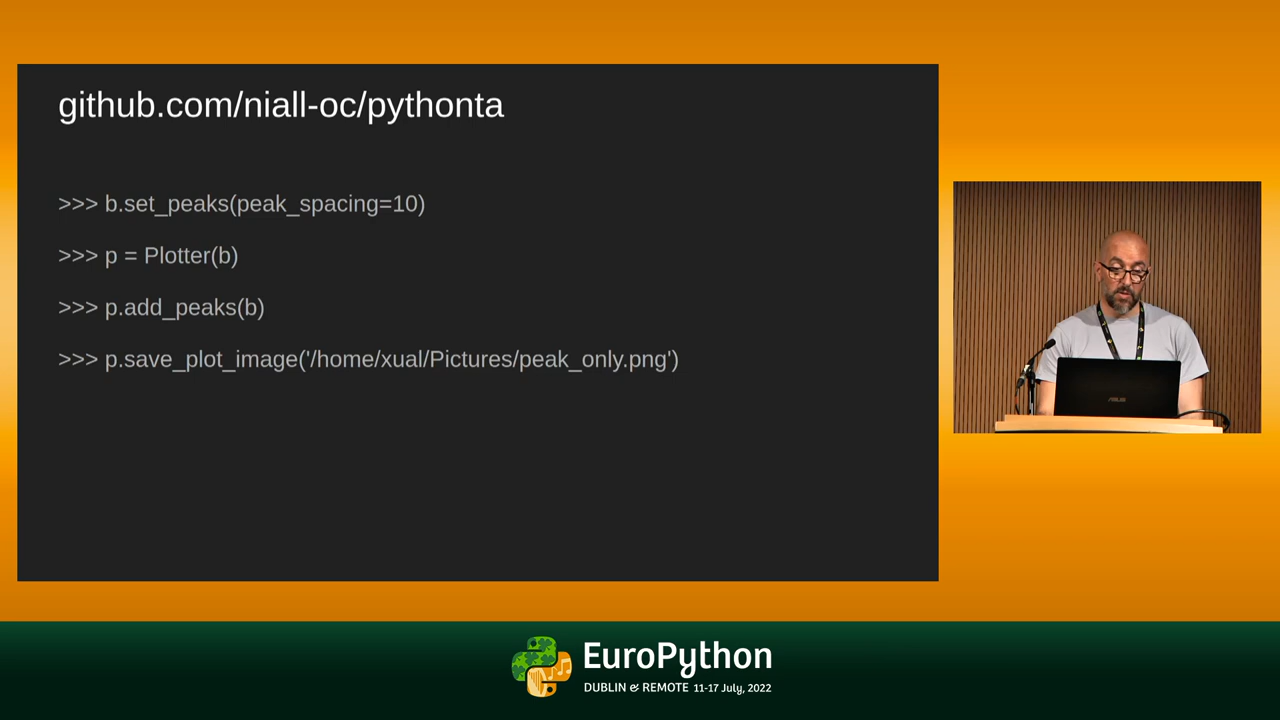 github.com/niall-oc/pythonta
>>> b.set_peaks(peak_spacing=10)
>>> p = Plotter(b)
>>> p.add_peaks(b)
>>> p.save_plot_image('/home/xual/Pictures/peak_only.png')
ASUS
EuroPython
DUBLIN & REMOTE 11-17 July, 2022